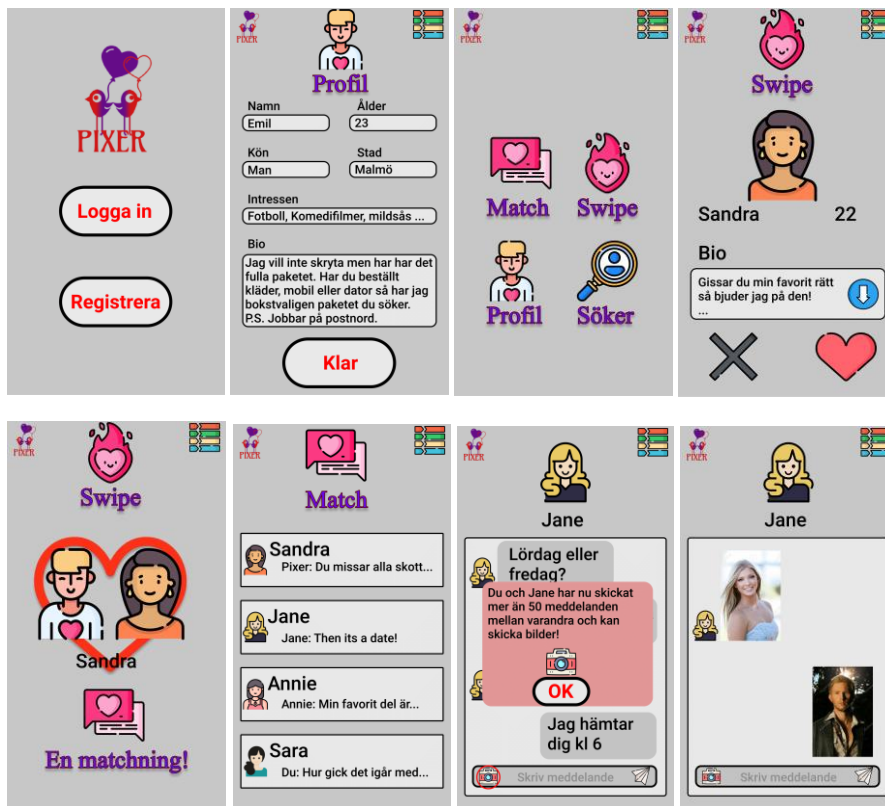 PIXER
Logga in
Registrera
PIXER
Profil
Namn
Ålder
Emil
23
Kön
Stad
Man
Malmö
Intressen
Fotboll, Komedifilmer, mildsås ...
Bio
Jag vill inte skryta men har har det
fulla paketet. Har du beställt
kläder, mobil eller dator så har jag
bokstvaligen paketet du söker.
P.S. Jobbar på postnord.
Klar
PIXER
Match
Swipe
Profil
Söker
PIXER
Swipe
Sandra
22
Bio
Gissar du min favorit rätt
så bjuder jag på den!
...
PIXER
Swipe
Sandra
En matchning!
PIXER
Match
Sandra
Pixer: Du missar alla skott...
Jane
Jane: Then its a date!
Annie
Annie: Min favorit del är...
Sara
Du: Hur gick det igår med...
PIXER
Jane
Lördag eller
fredag?
Du och Jane har nu skickat
mer än 50 meddelanden
mellan varandra och kan
skicka bilder!
OK
Jag hämtar
dig kl 6
Skriv meddelande
PIXER
Jane
Skriv meddelande